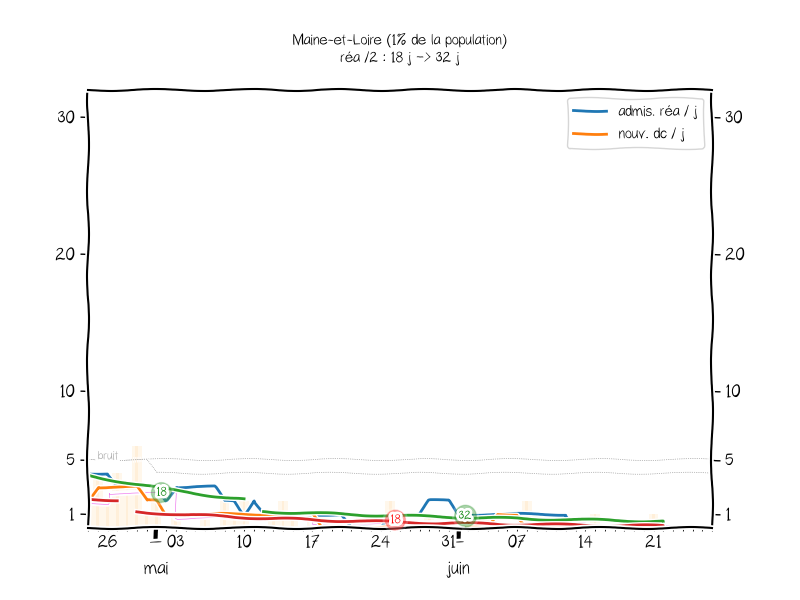 Maine-et-Loire (1% de la population)
réa /2 : 18 j -> 32 j
admis. réa / j
nouv. dc / j
30
30
20
20
10
10
5
bruit
5
18
1
18
32
1
26 03 10 17 24 31 07 14 21
mai juin